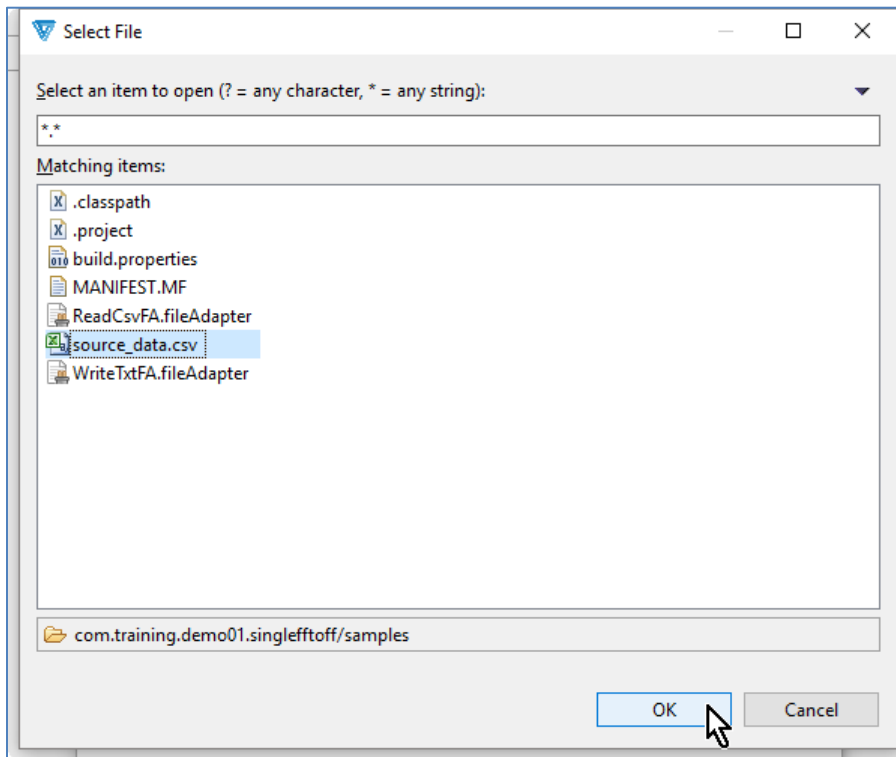 Select File
Select an item to open (? = any character, * = any string):
*.*
Matching items:
.classpath
.project
build.properties
MANIFEST.MF
ReadCsvFA.fileAdapter
source_data.csv
WriteTxtFA.fileAdapter
com.training.demo01.singlefftoff/samples
OK Cancel